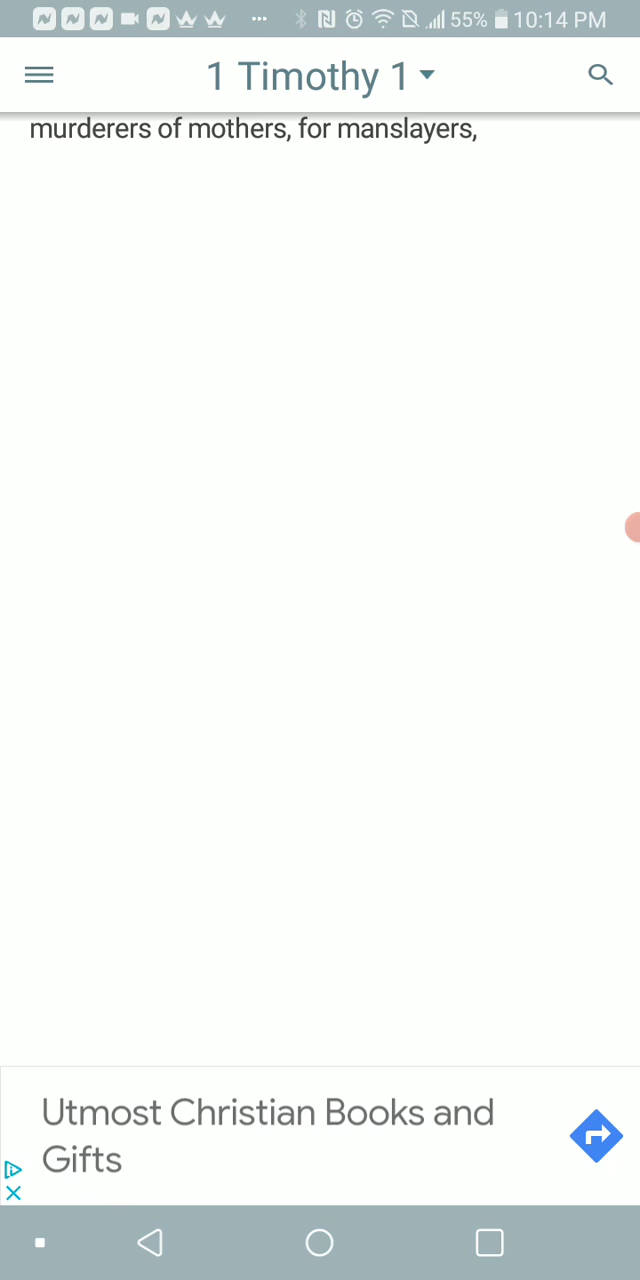 55% 10:14 PM
1 Timothy 1
murderers of mothers, for manslayers,
Utmost Christian Books and
Gifts